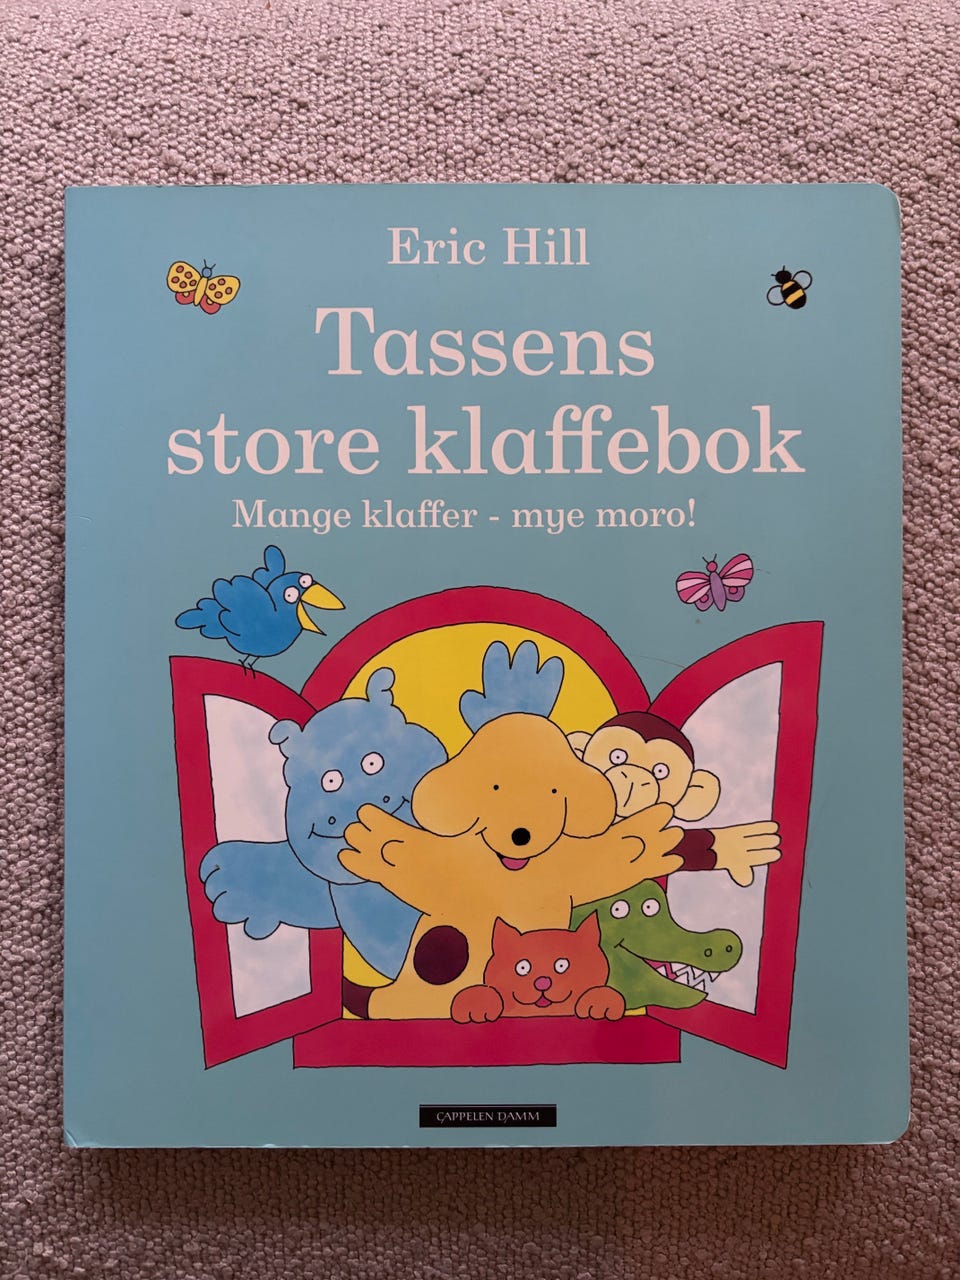 Eric Hill
Tassens
store klaffebok
Mange klaffer - mye moro!
CAPPELEN DAMM